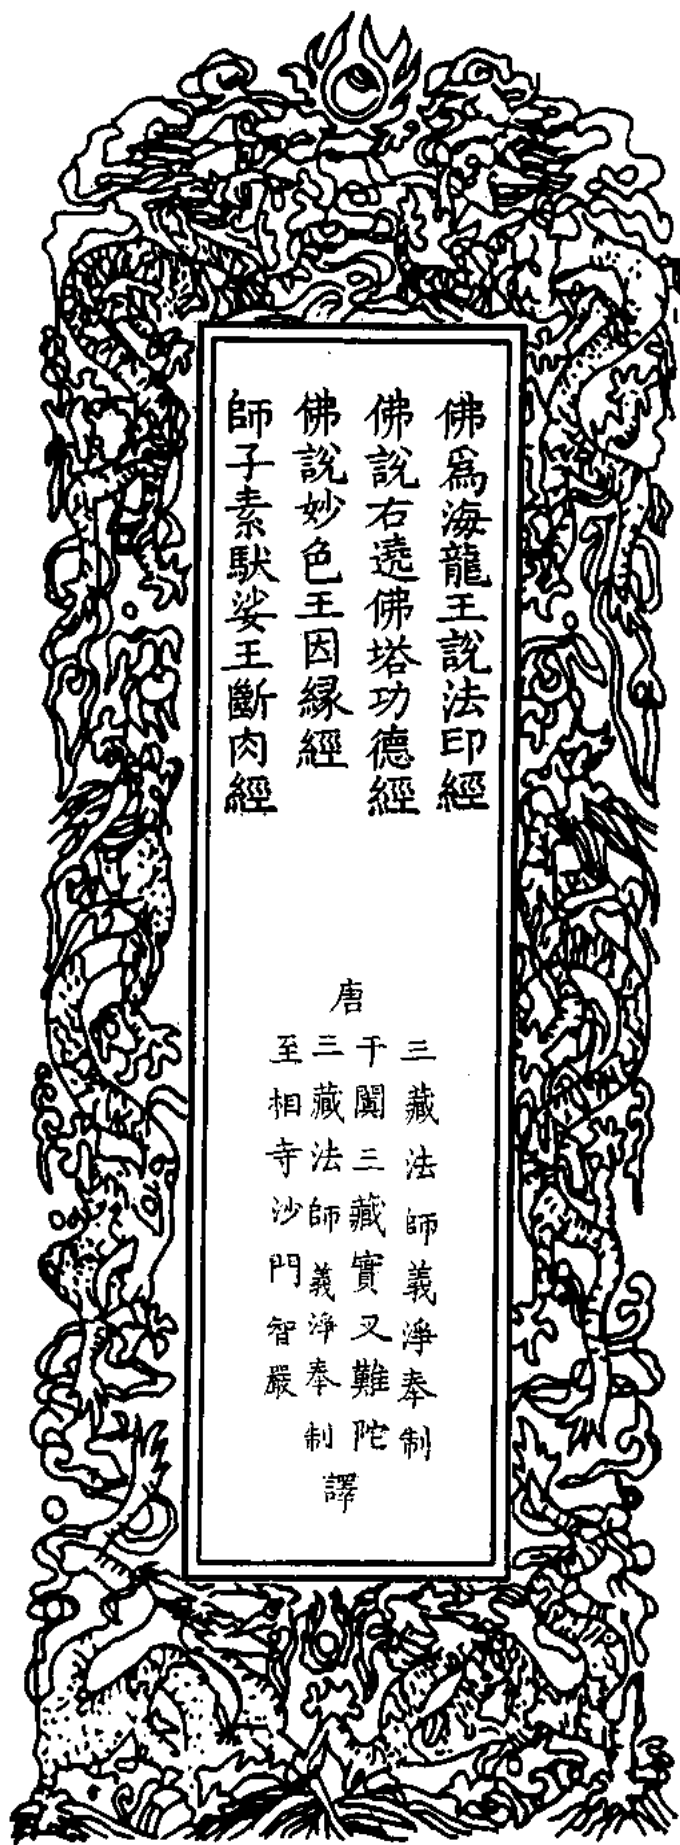 佛爲海龍王說法印經
佛說右遶佛塔功德經
佛說妙色王因緣經
師子素馱娑王斷肉經
唐
三藏法師義淨奉制
于闐三藏實叉難陀
三藏法師義淨奉制
至相寺沙門智嚴
譯